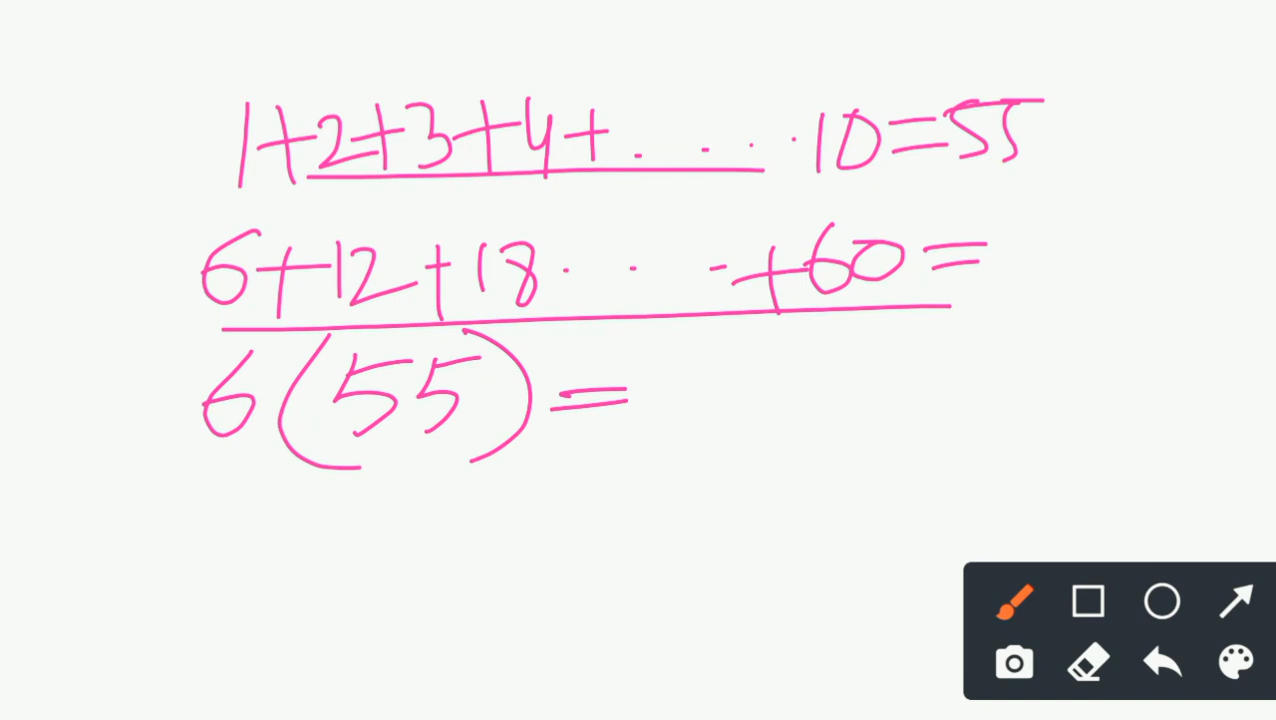 1+2+3+4+. . . .10=55
6+12+18. . . +60=
6(55)=